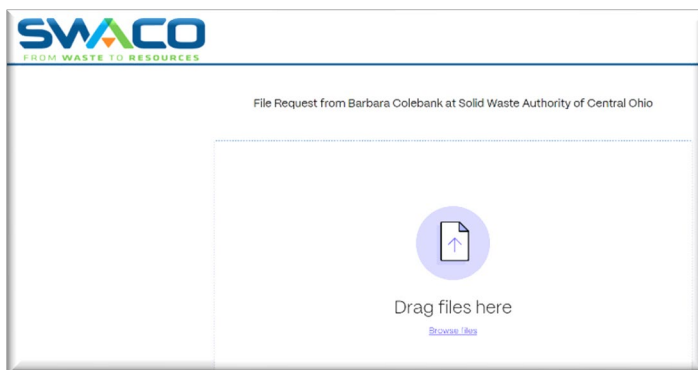 SWACO
FROM WASTE TO RESOURCES
File Request from Barbara Colebank at Solid Waste Authority of Central Ohio
Drag files here
Browse files